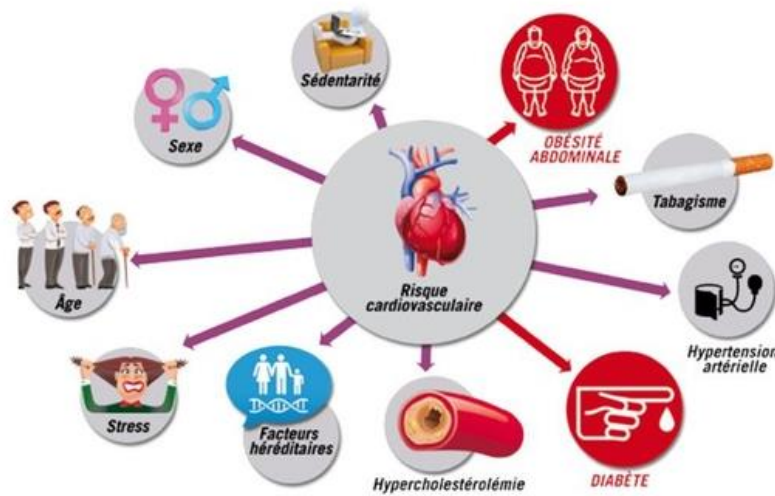 Sédentarité
OBÉSITÉ
ABDOMINALE
Sexe
Tabagisme
Risque
cardiovasculaire
Âge
Hypertension
artérielle
Stress
Facteurs
héréditaires
Hypercholestérolémie
DIABÈTE